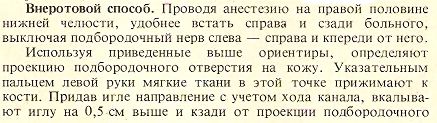 Внеротовой способ. Проводя анестезию на правой половине
нижней челюсти, удобнее встать справа и сзади больного,
выключая подбородочный нерв слева — справа и кпереди от него.
Используя приведенные выше ориентиры, определяют
проекцию подбородочного отверстия на кожу. Указательным
пальцем левой руки мягкие ткани в этой точке прижимают к
кости. Придав игле направление с учетом хода канала, вкалыва-
ют иглу на 0,5 см выше и кзади от проекции подбородочного